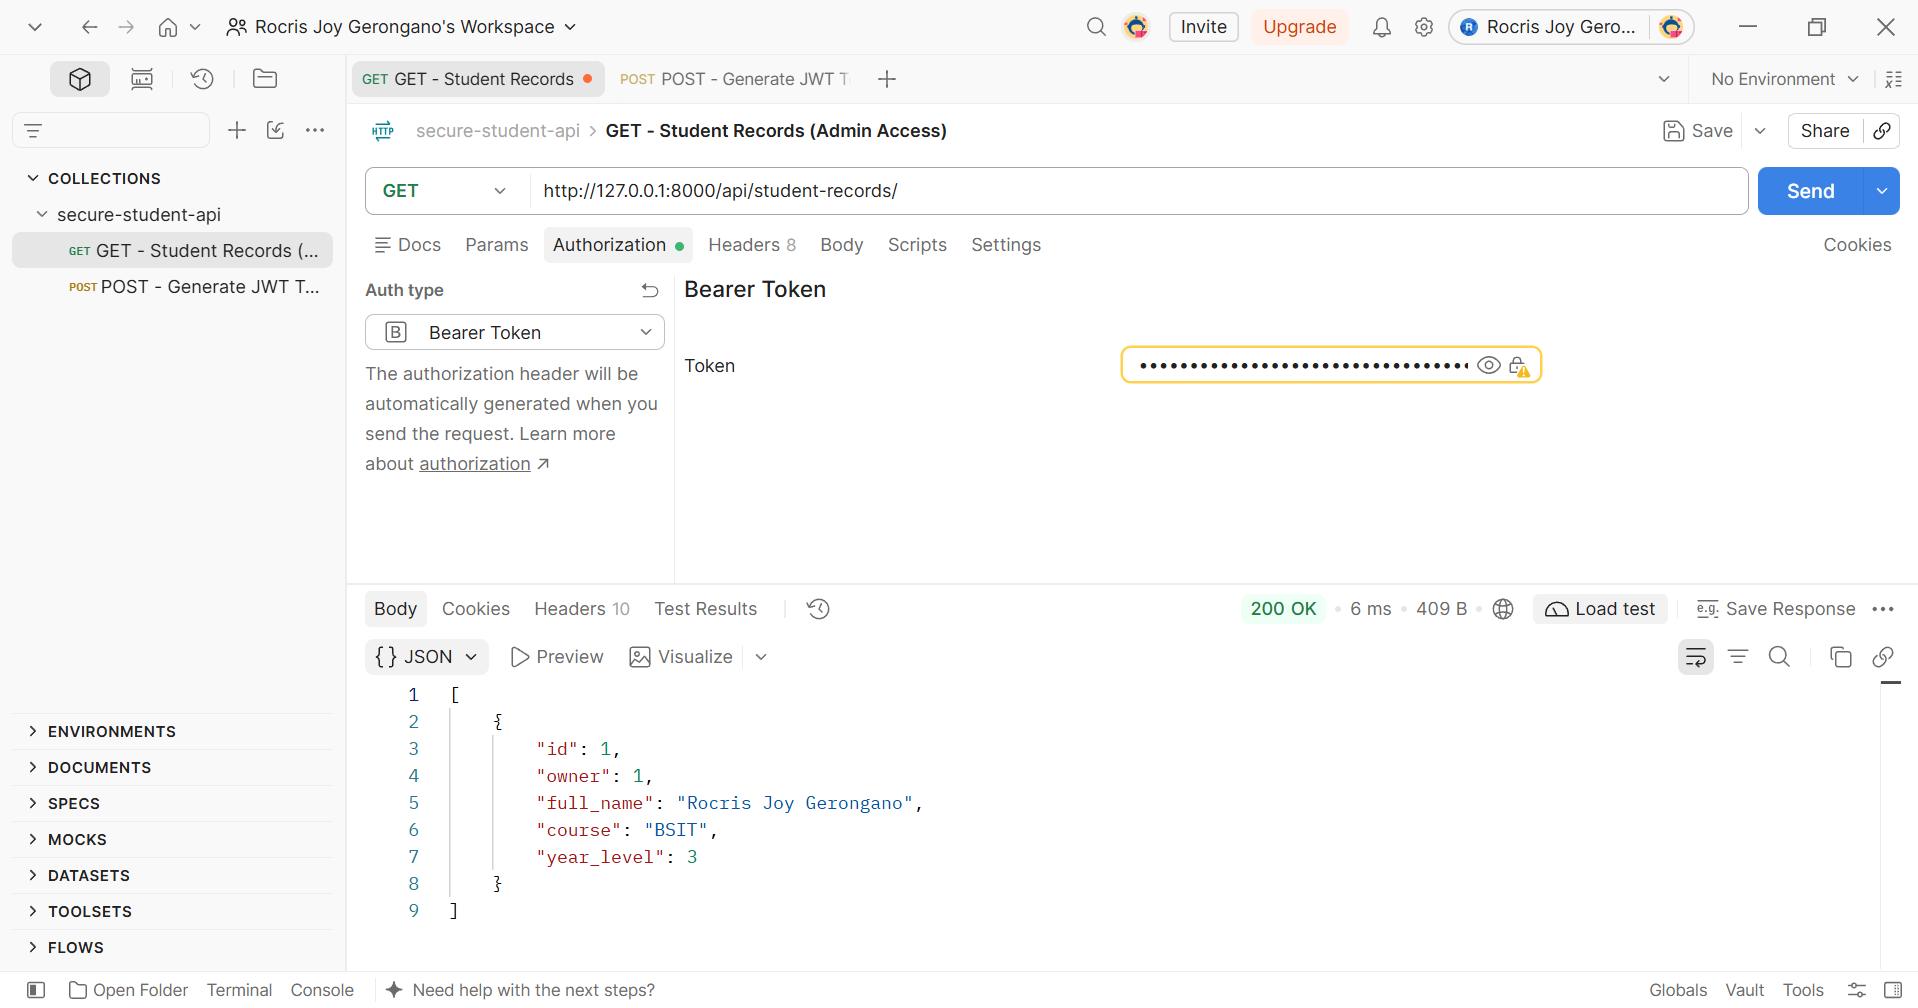 Rocris Joy Gerongano's Workspace
Invite
Upgrade
R
Rocris Joy Gero...
GET GET - Student Records
POST POST - Generate JWT T
No Environment
COLLECTIONS
secure-student-api
GET GET - Student Records (...
POST POST - Generate JWT T...
ENVIRONMENTS
DOCUMENTS
SPECS
MOCKS
DATASETS
TOOLSETS
FLOWS
HTTP secure-student-api > GET - Student Records (Admin Access)
Save
Share
GET
http://127.0.0.1:8000/api/student-records/
Send
Docs
Params
Authorization
Headers 8
Body
Scripts
Settings
Cookies
Auth type
B Bearer Token
The authorization header will be
automatically generated when you
send the request. Learn more
about authorization ↗
Bearer Token
Token
••••••••••••••••••••••••••••••••
Body
Cookies
Headers 10
Test Results
200 OK • 6 ms • 409 B •
Load test
e.g. Save Response
{} JSON
Preview
Visualize
1 [
2 {
3 "id": 1,
4 "owner": 1,
5 "full_name": "Rocris Joy Gerongano",
6 "course": "BSIT",
7 "year_level": 3
8 }
9 ]
Open Folder
Terminal
Console
Need help with the next steps?
Globals
Vault
Tools